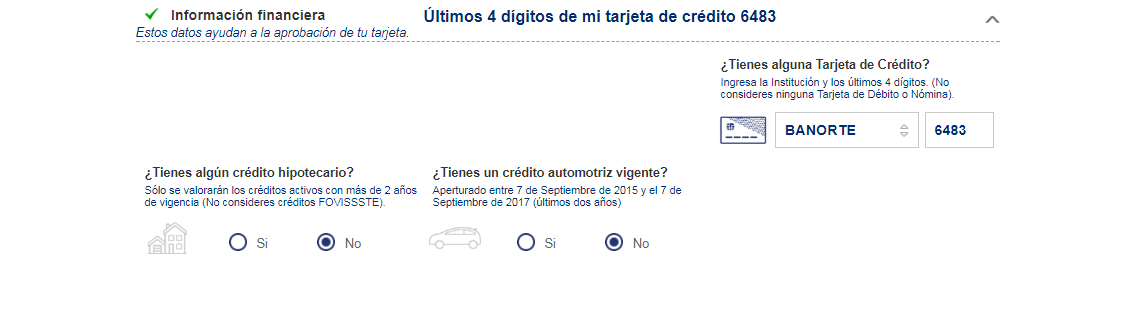 Información financiera
Últimos 4 dígitos de mi tarjeta de crédito 6483
Estos datos ayudan a la aprobación de tu tarjeta.
¿Tienes alguna Tarjeta de Crédito?
Ingresa la Institución y los últimos 4 dígitos. (No
consideres ninguna Tarjeta de Débito o Nómina).
BANORTE
6483
¿Tienes algún crédito hipotecario?
Sólo se valorarán los créditos activos con más de 2 años
de vigencia (No consideres créditos FOVISSSTE).
Si
No
¿Tienes un crédito automotriz vigente?
Aperturado entre 7 de Septiembre de 2015 y el 7 de
Septiembre de 2017 (últimos dos años)
Si
No